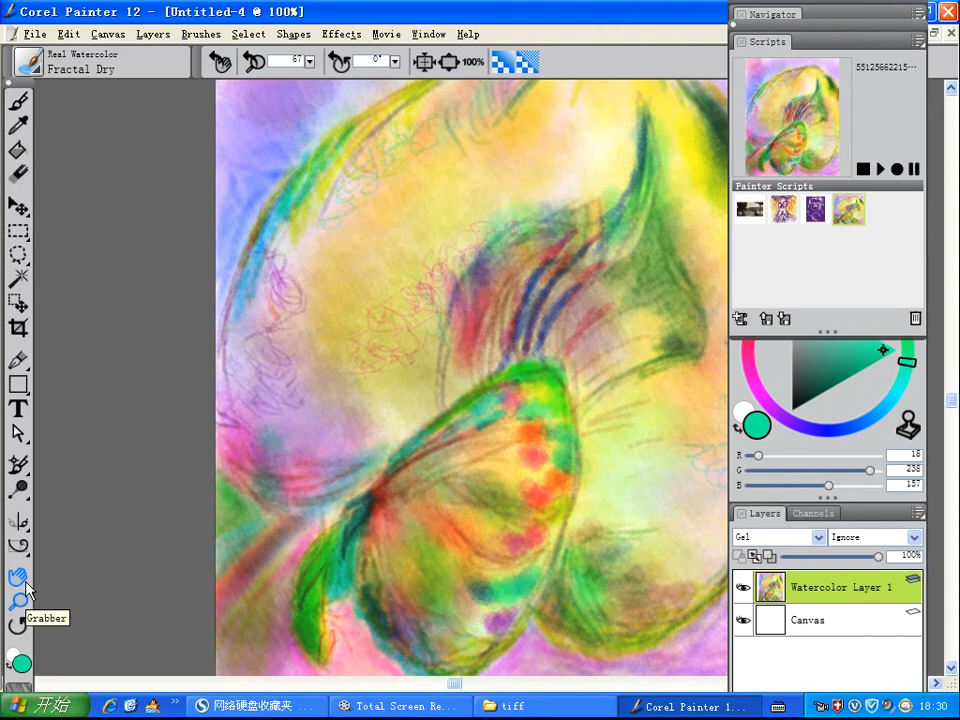 Corel Painter 12 - [Untitled-4 @ 100%]
File Edit Canvas Layers Brushes Select Shapes Effects Movie Window Help
Real Watercolor
Fractal Dry
67
0°
100%
Navigator
Scripts
55125662215···
Painter Scripts
R 18
G 238
B 157
Layers Channels
Gel Ignore
100%
Watercolor Layer 1
Canvas
T
Grabber
开始
网络硬盘收藏夹 ...
Total Screen Re...
tiff
Corel Painter 1...
18:30